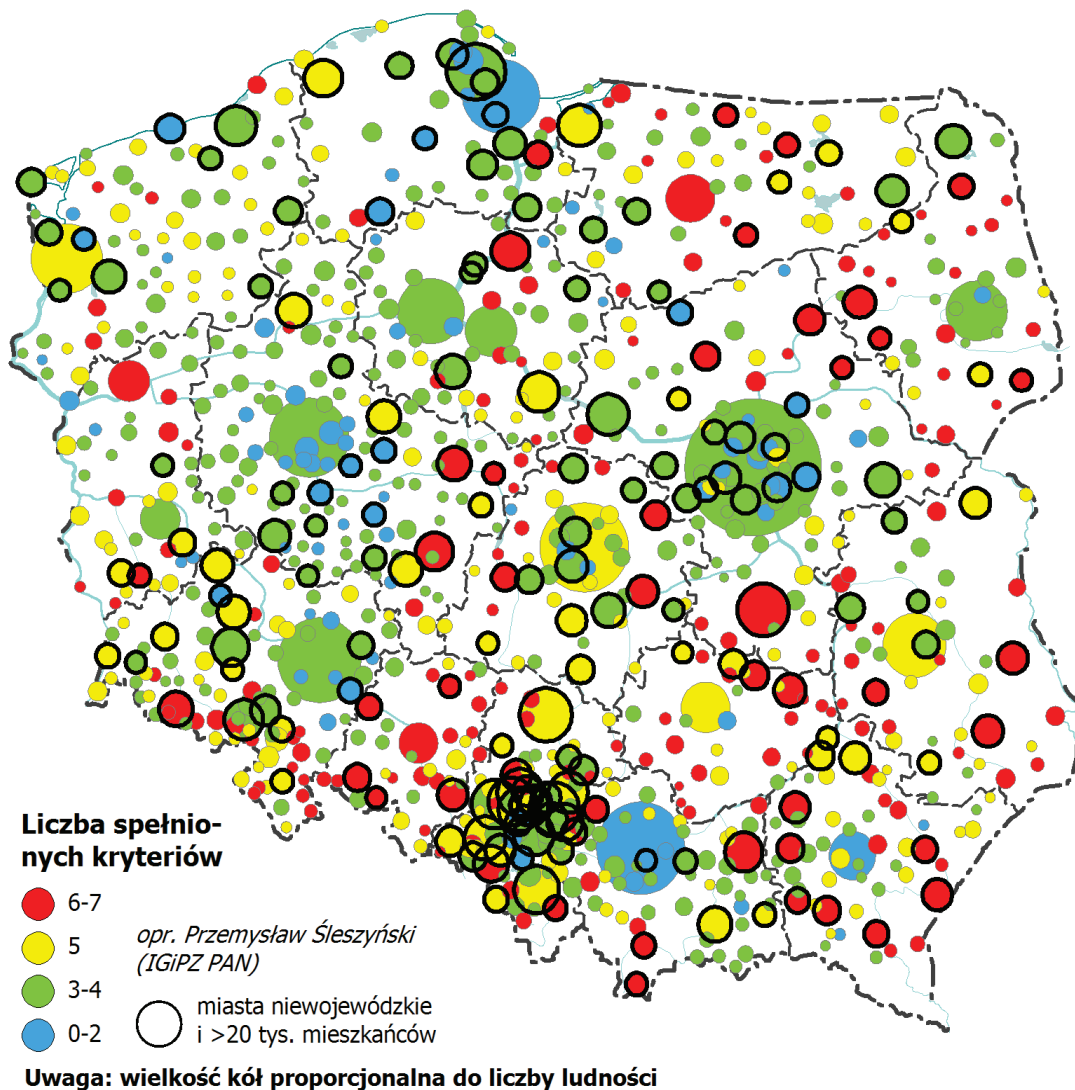 Liczba spełnio-
nych kryteriów
6-7
5
3-4
0-2
opr. Przemysław Śleszyński
(IGiPZ PAN)
miasta niewojewódzkie
i >20 tys. mieszkańców
Uwaga: wielkość kół proporcjonalna do liczby ludności